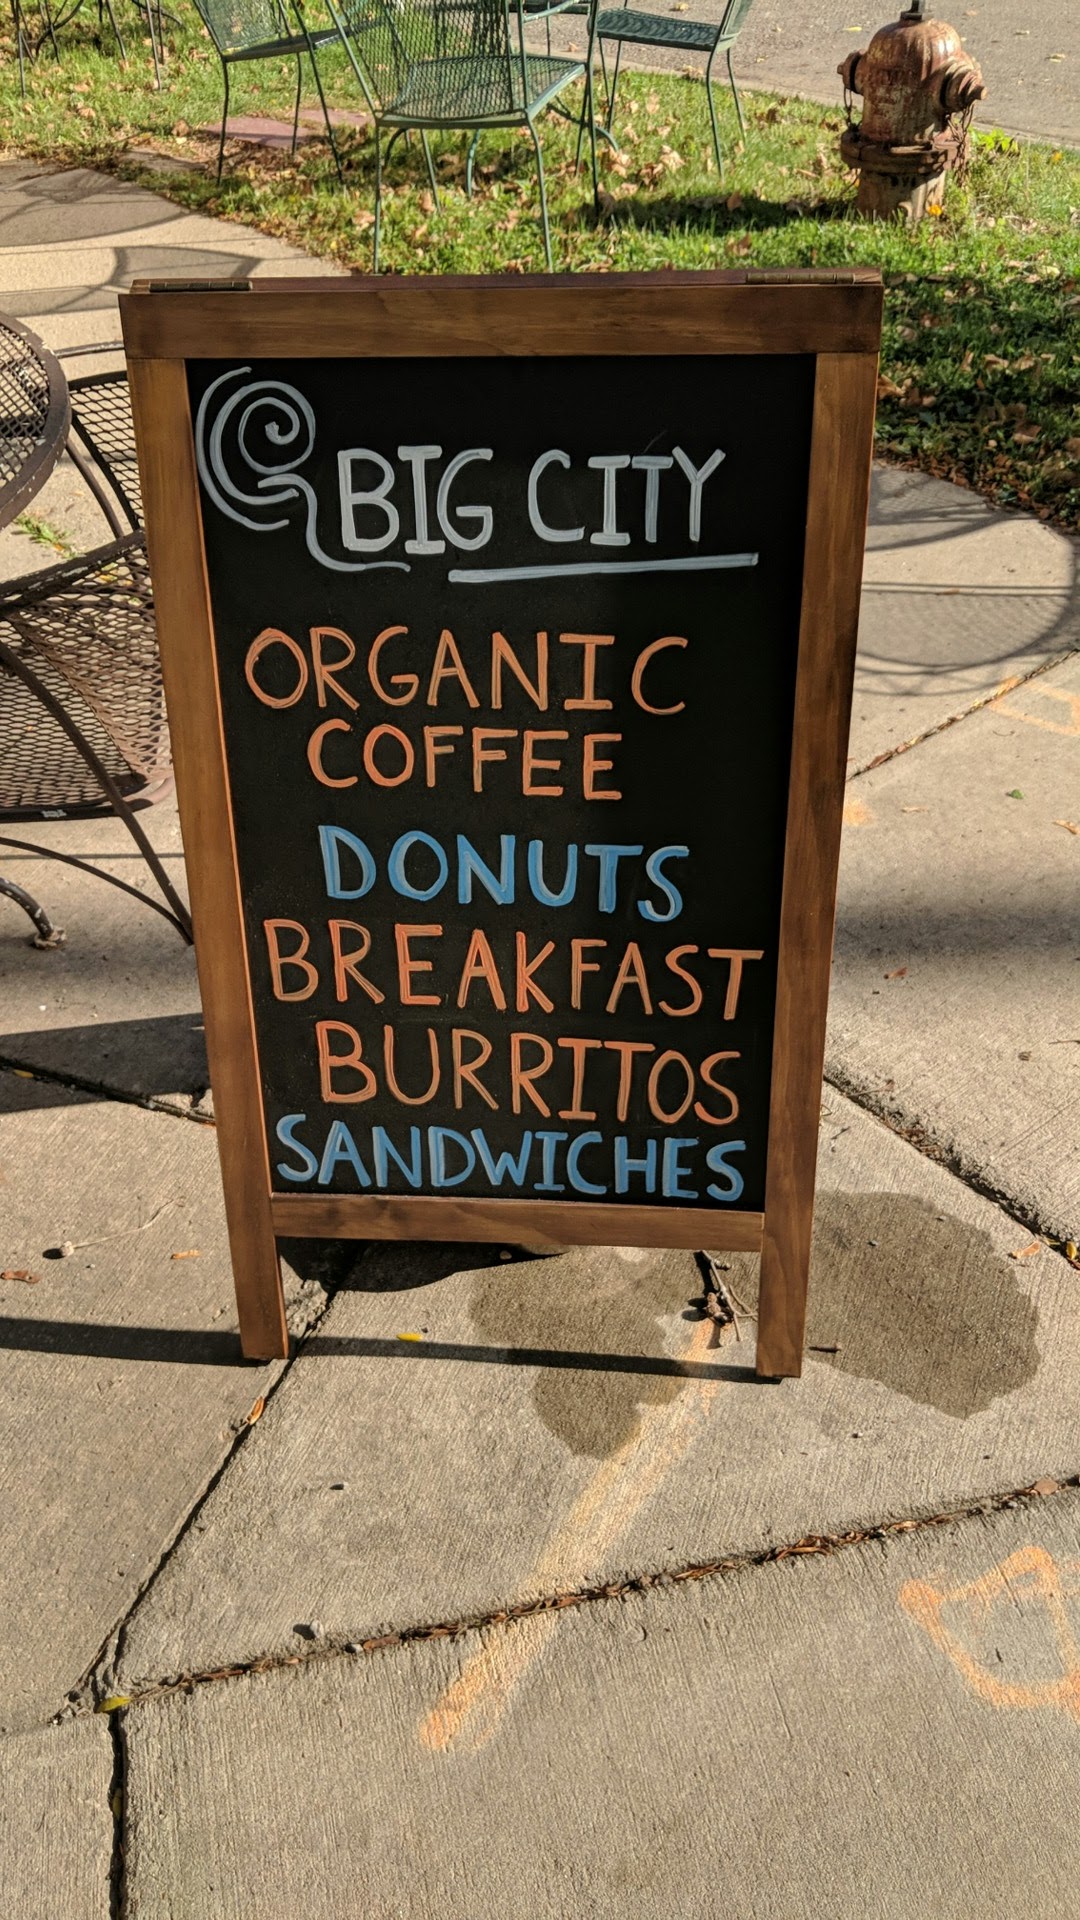 BIG CITY
ORGANIC
COFFEE
DONUTS
BREAKFAST
BURRITOS
SANDWICHES